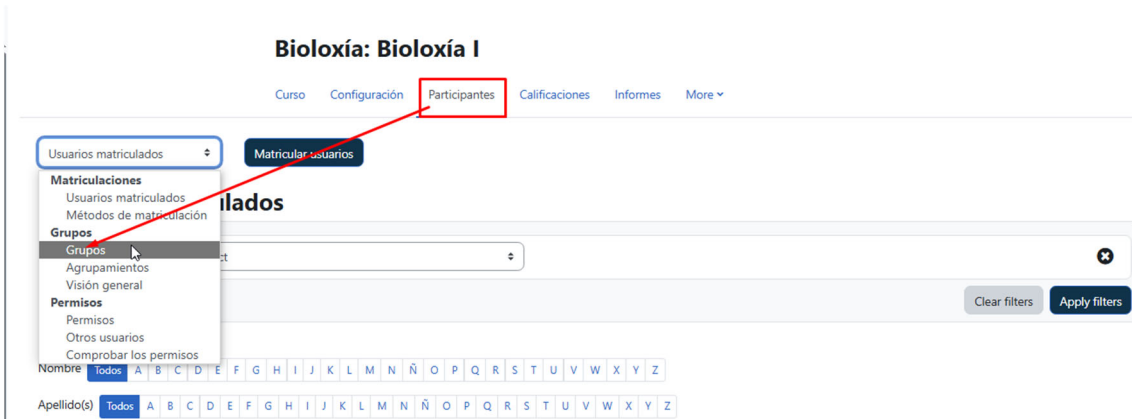 Bioloxía: Bioloxía I
Curso Configuración Participantes Calificaciones Informes More
Usuarios matriculados Matricular usuarios
Matriculaciones
Usuarios matriculados
Métodos de matriculación
lados
Grupos
Grupos
Agrupamientos
Visión general
Permisos
Permisos
Otros usuarios
Comprobar los permisos
ct
Clear filters Apply filters
Nombre Todos A B C D E F G H I J K L M N Ñ O P Q R S T U V W X Y Z
Apellido(s) Todos A B C D E F G H I J K L M N Ñ O P Q R S T U V W X Y Z